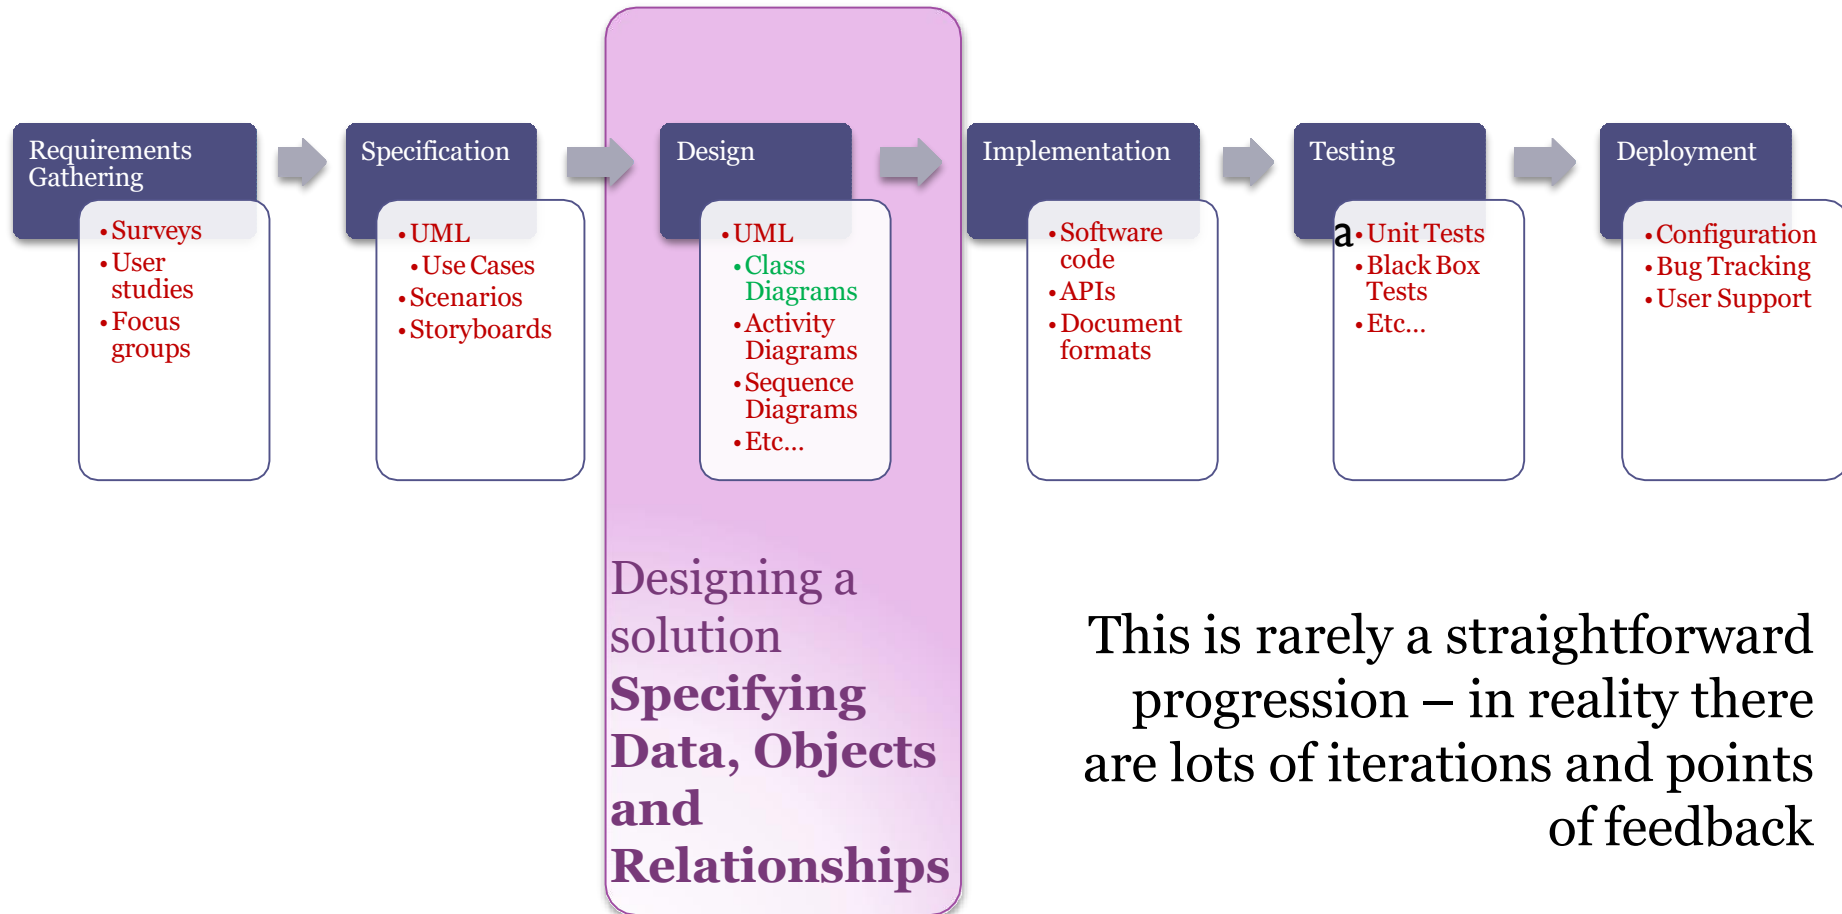 Requirements
Gathering
• Surveys
• User
studies
• Focus
groups
Specification
• UML
• Use Cases
• Scenarios
• Storyboards
Design
• UML
• Class
Diagrams
• Activity
Diagrams
• Sequence
Diagrams
• Etc…
Implementation
• Software
code
• APIs
• Document
formats
Testing
a
• Unit Tests
• Black Box
Tests
• Etc…
Deployment
• Configuration
• Bug Tracking
• User Support
Designing a
solution
Specifying
Data, Objects
and
Relationships
This is rarely a straightforward
progression – in reality there
are lots of iterations and points
of feedback